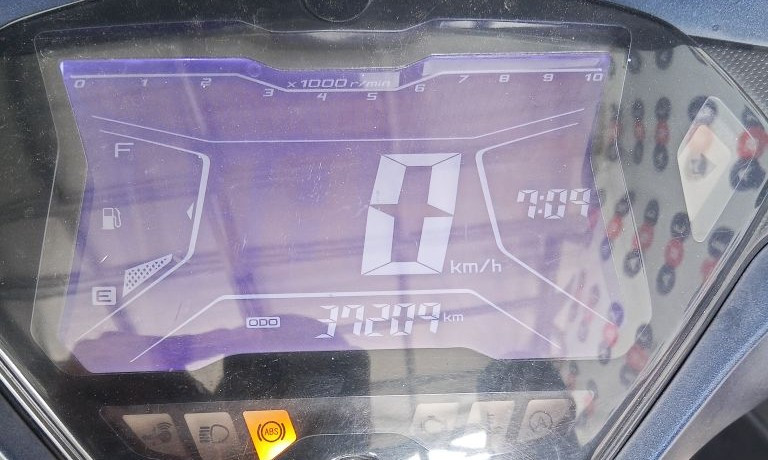 0 1 2 3 4 5 6 7 8 9 10
x1000 r/min
F
7:09
0 km/h
E
ODO 37209 km
ABS